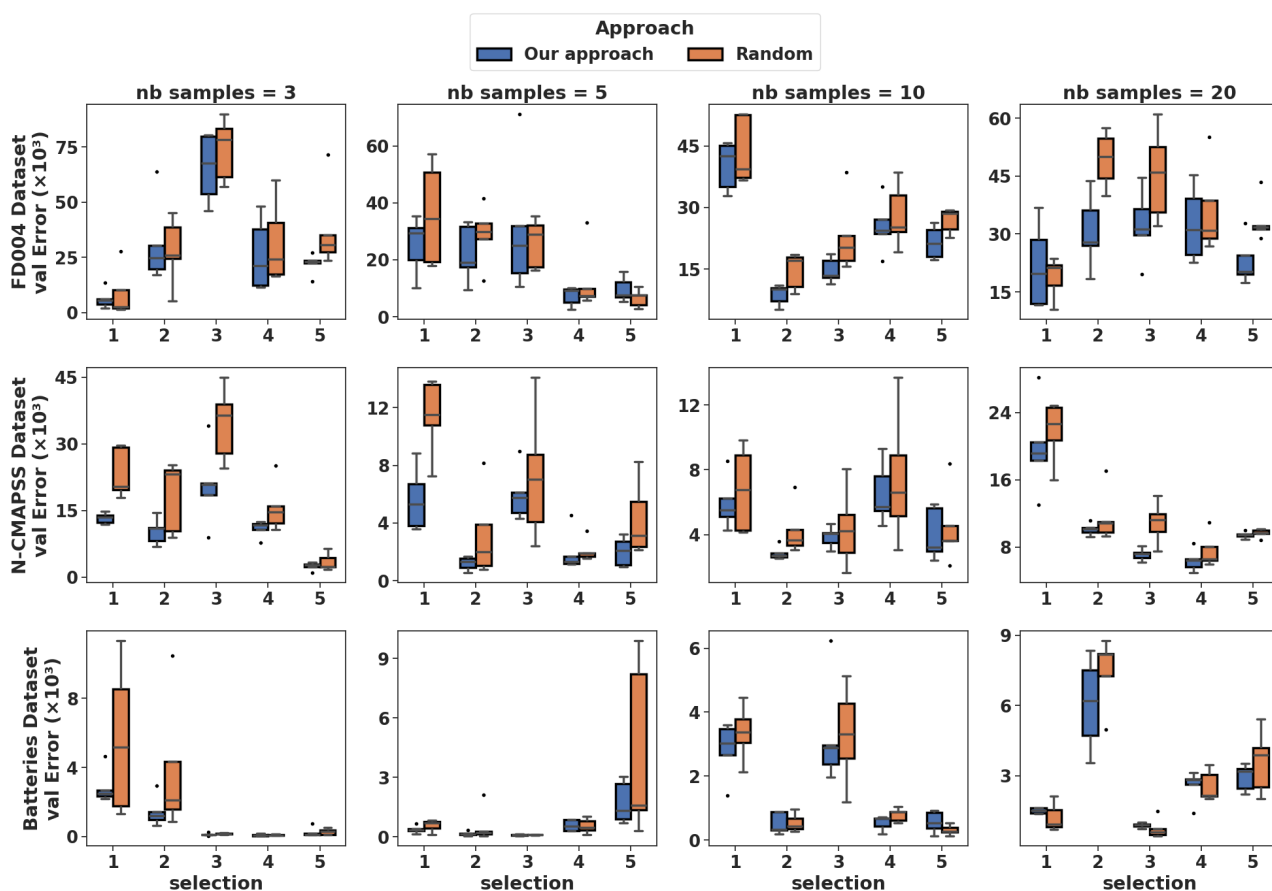 Approach
Our approach Random
nb samples = 3 nb samples = 5 nb samples = 10 nb samples = 20
FD004 Dataset
val Error (×10³)
75
50
25
0
1 2 3 4 5
60
40
20
0
1 2 3 4 5
45
30
15
1 2 3 4 5
60
45
30
15
1 2 3 4 5
N-CMAPSS Dataset
val Error (×10³)
45
30
15
0
1 2 3 4 5
12
8
4
0
1 2 3 4 5
12
8
4
1 2 3 4 5
24
16
8
1 2 3 4 5
Batteries Dataset
val Error (×10³)
8
4
0
1 2 3 4 5
selection
9
6
3
0
1 2 3 4 5
selection
6
4
2
0
1 2 3 4 5
selection
9
6
3
1 2 3 4 5
selection